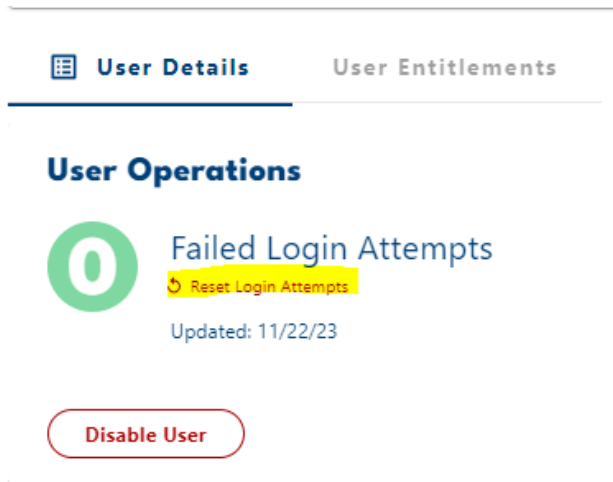 User Details User Entitlements
User Operations
0 Failed Login Attempts
Reset Login Attempts
Updated: 11/22/23
Disable User